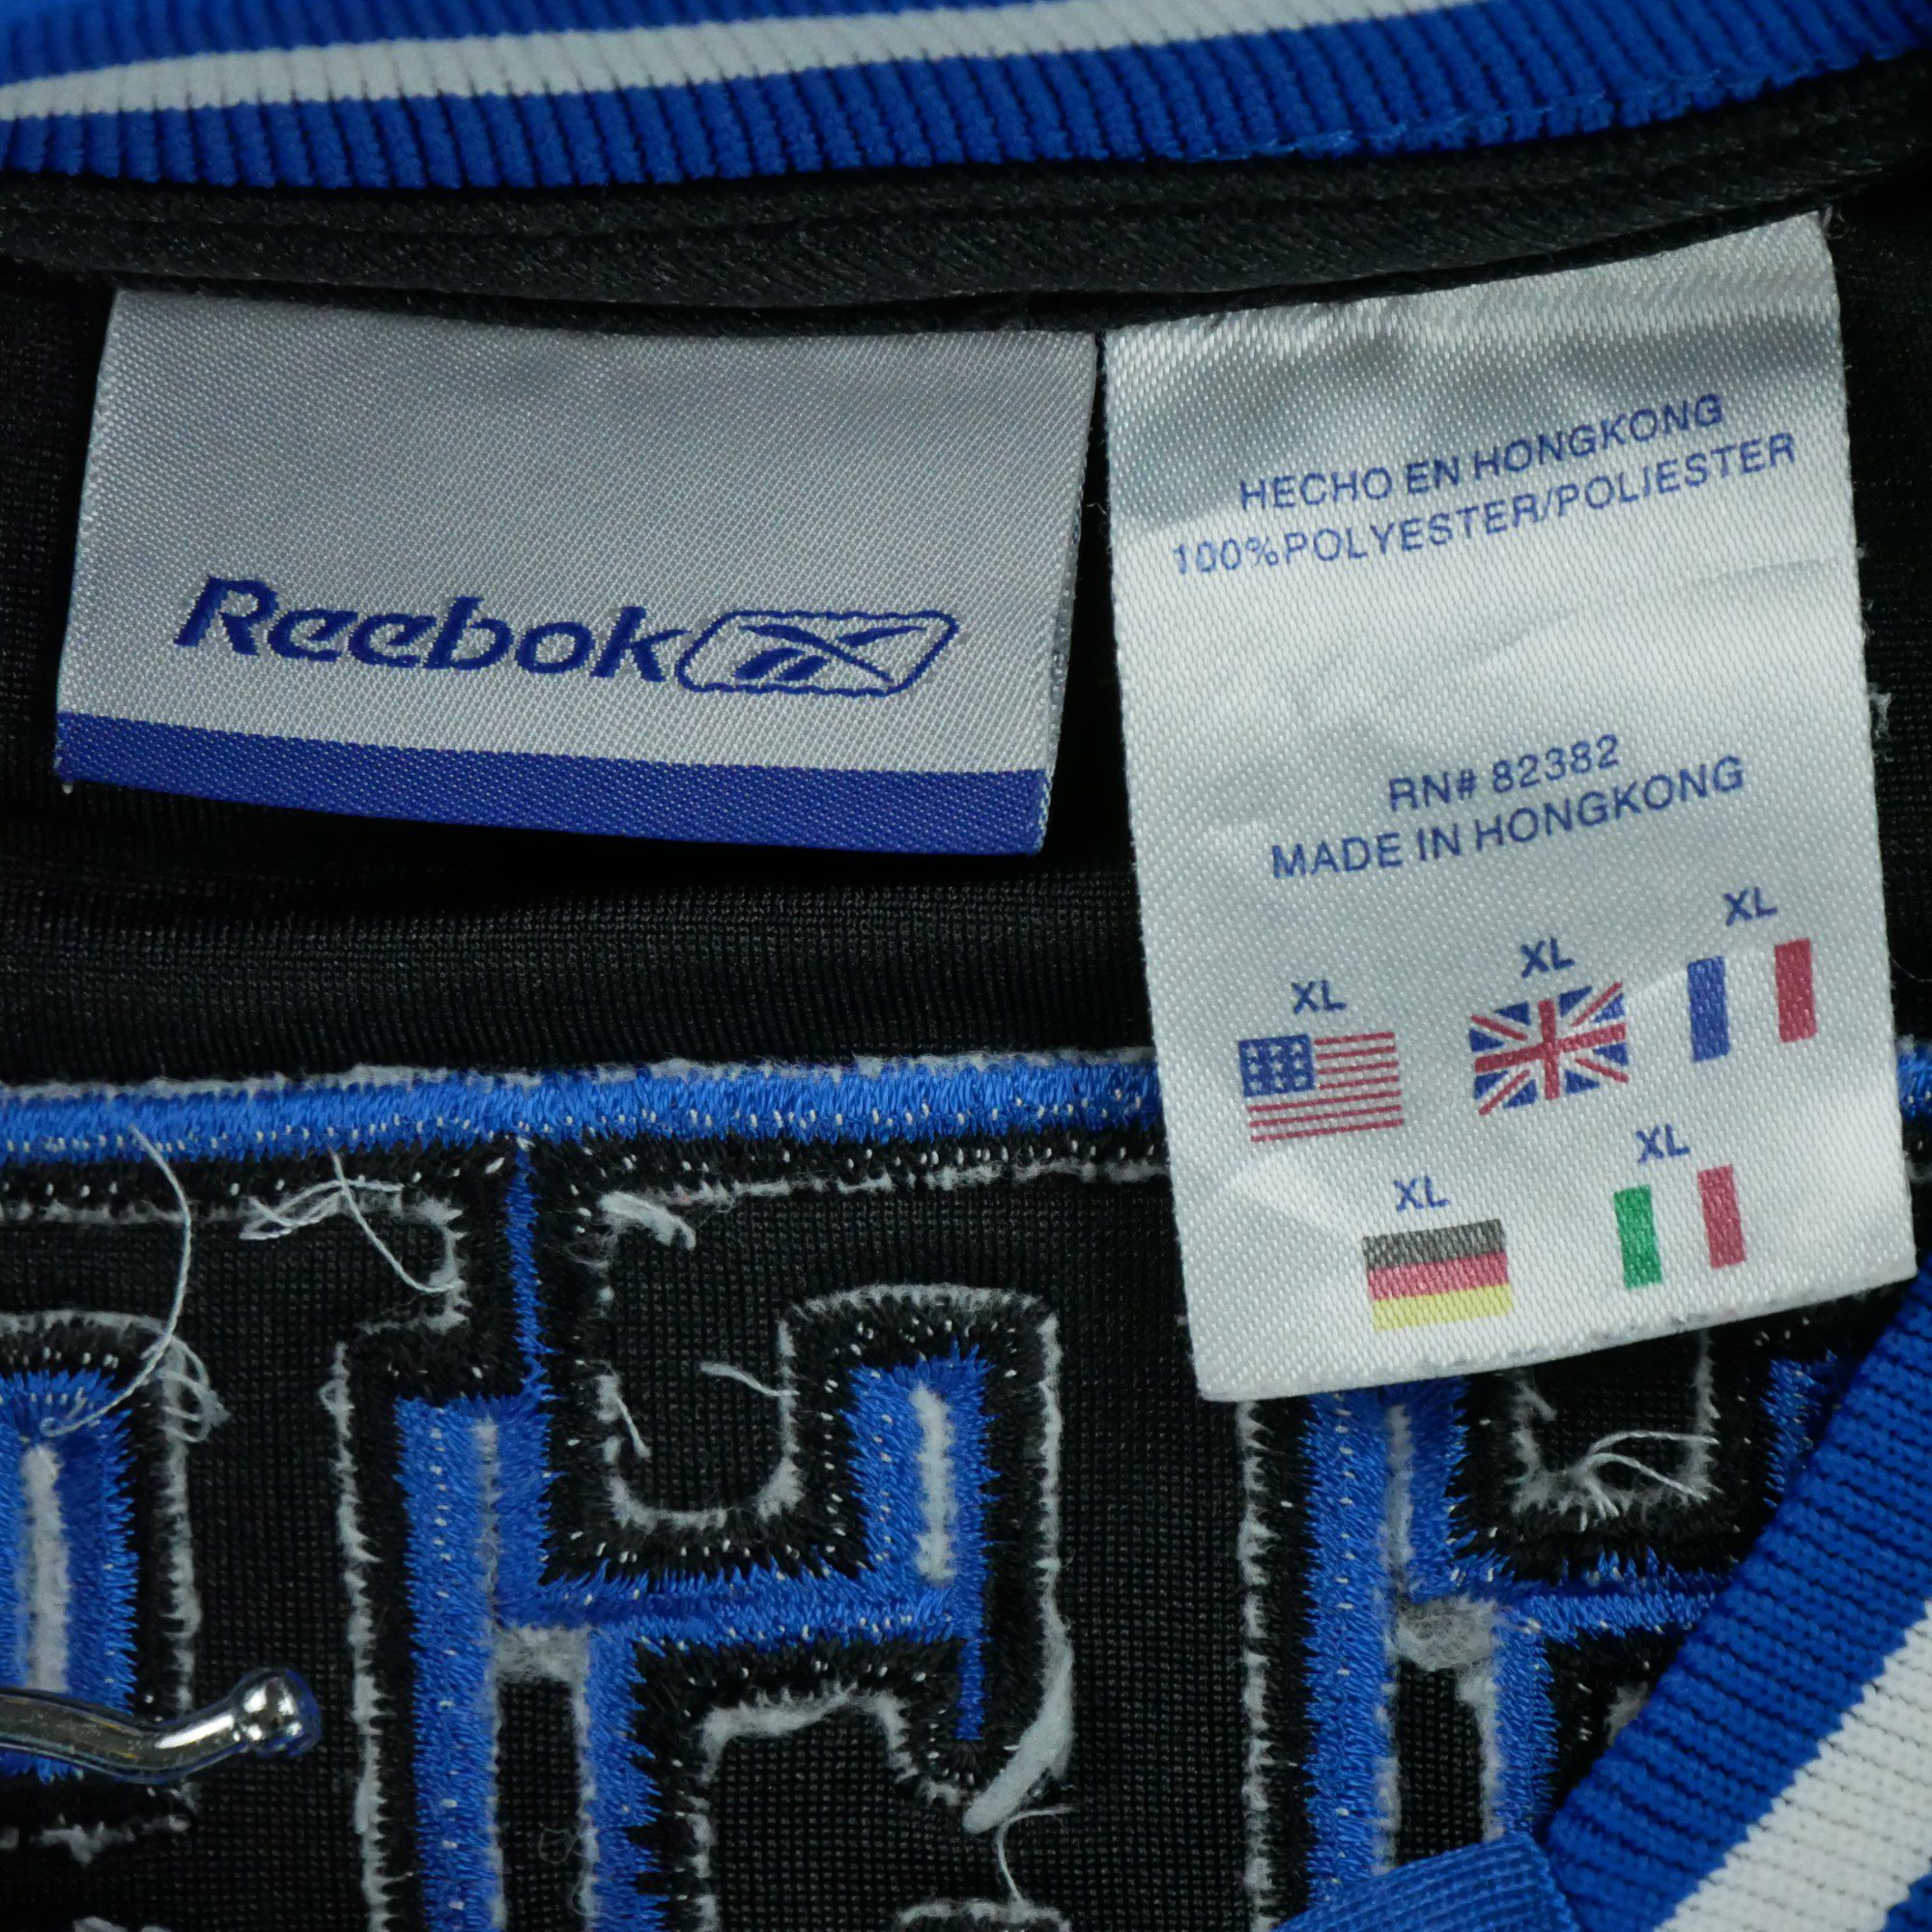 Reebok
HECHO EN HONGKONG
100%POLYESTER/POLIESTER
RN# 82382
MADE IN HONGKONG
XL XL XL
XL XL